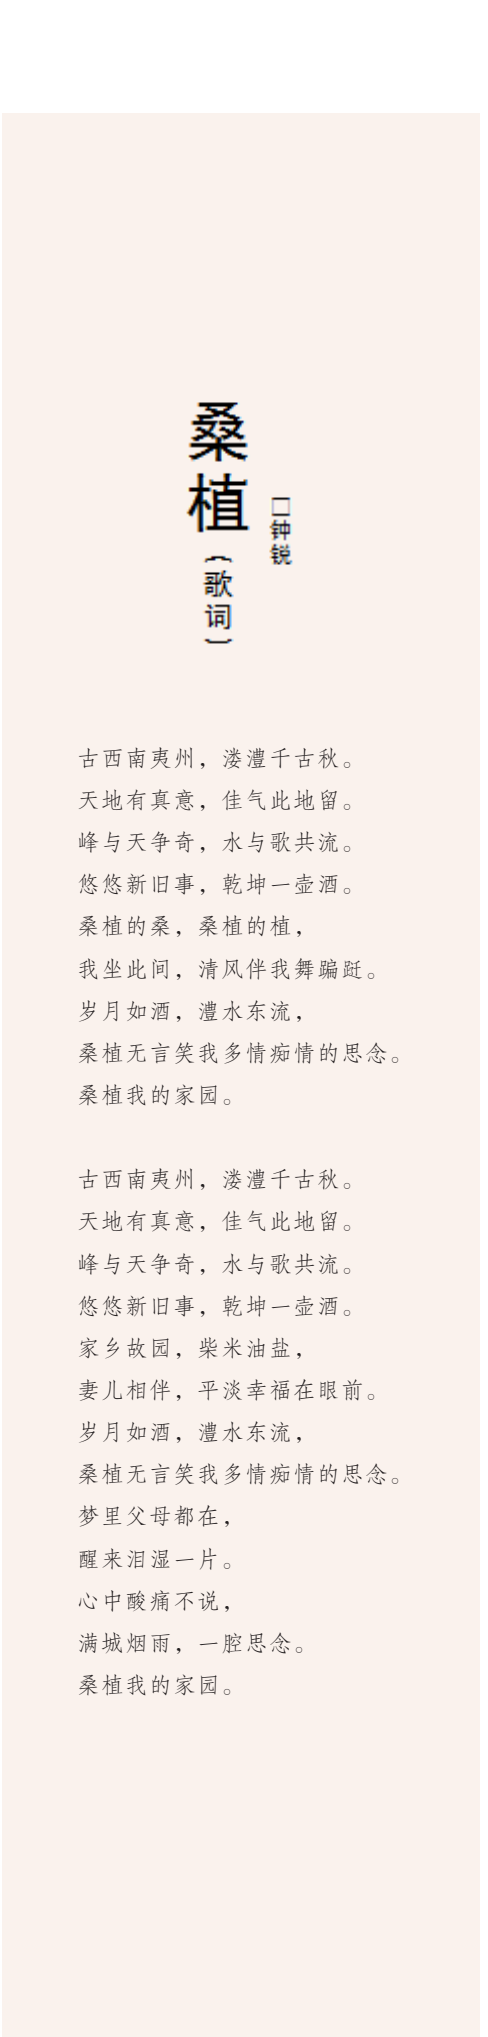 桑植（歌词）
□钟锐
古西南夷州，溇澧千古秋。
天地有真意，佳气此地留。
峰与天争奇，水与歌共流。
悠悠新旧事，乾坤一壶酒。
桑植的桑，桑植的植，
我坐此间，清风伴我舞蹁跹。
岁月如酒，澧水东流，
桑植无言笑我多情痴情的思念。
桑植我的家园。
古西南夷州，溇澧千古秋。
天地有真意，佳气此地留。
峰与天争奇，水与歌共流。
悠悠新旧事，乾坤一壶酒。
家乡故园，柴米油盐，
妻儿相伴，平淡幸福在眼前。
岁月如酒，澧水东流，
桑植无言笑我多情痴情的思念。
梦里父母都在，
醒来泪湿一片。
心中酸痛不说，
满城烟雨，一腔思念。
桑植我的家园。